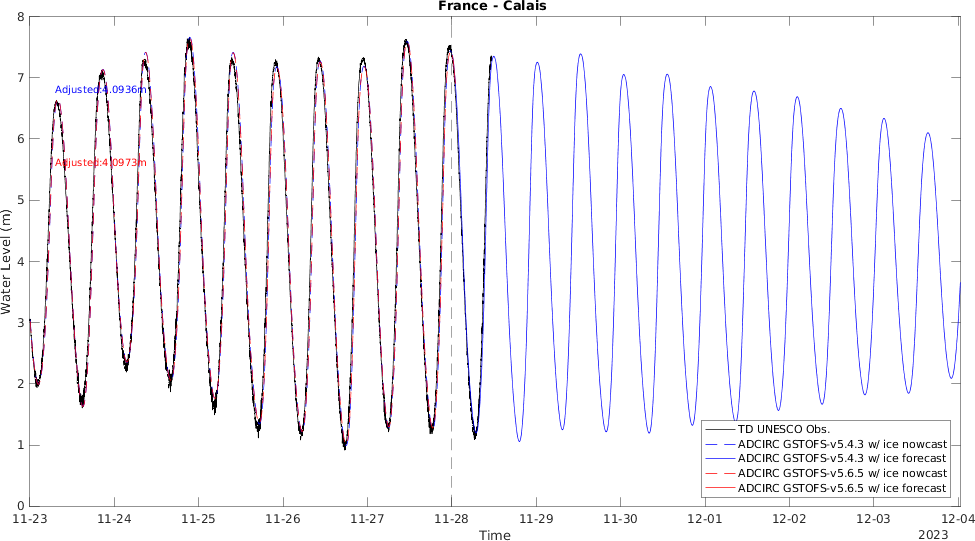 France - Calais
8
7
6
5
4
3
2
1
0
Water Level (m)
Adjusted:4.0936m
Adjusted:4.0973m
TD UNESCO Obs.
ADCIRC GSTOFS-v5.4.3 w/ ice nowcast
ADCIRC GSTOFS-v5.4.3 w/ ice forecast
ADCIRC GSTOFS-v5.6.5 w/ ice nowcast
ADCIRC GSTOFS-v5.6.5 w/ ice forecast
11-23 11-24 11-25 11-26 11-27 11-28 11-29 11-30 12-01 12-02 12-03 12-04
Time
2023